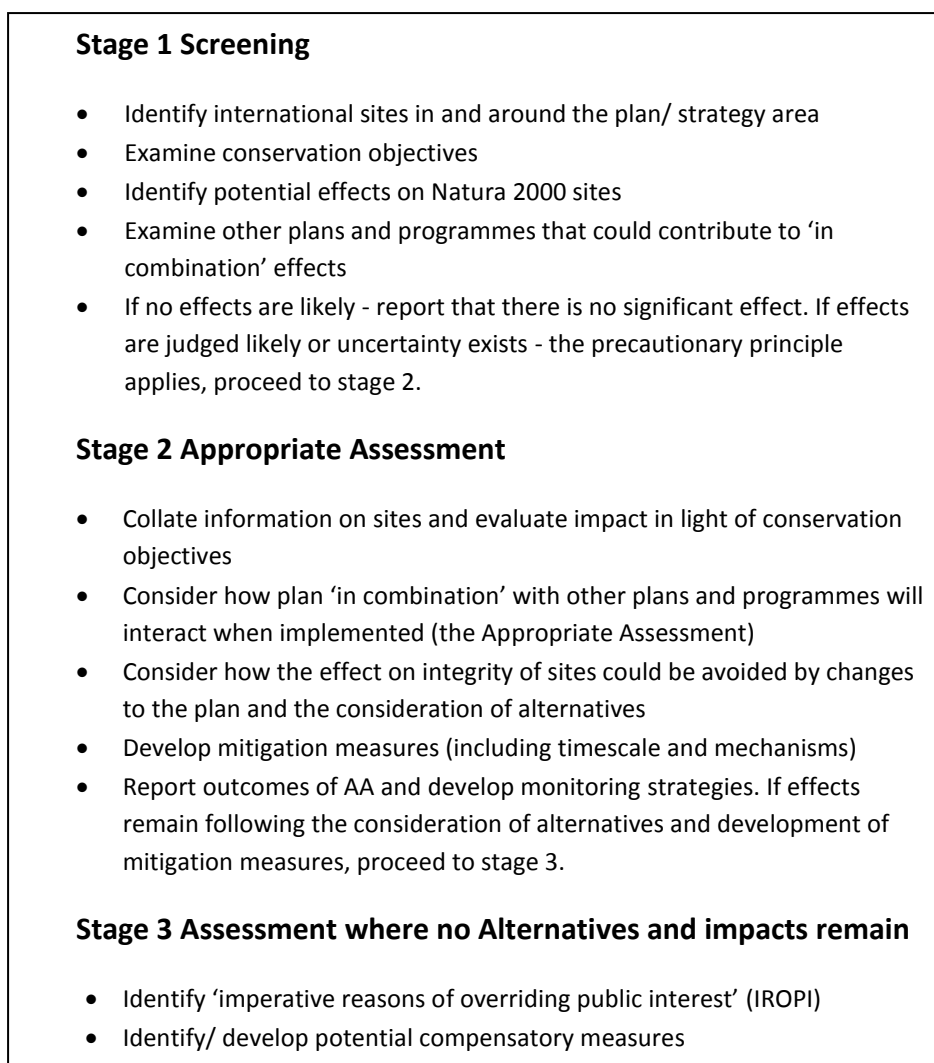 Stage 1 Screening
• Identify international sites in and around the plan/ strategy area
• Examine conservation objectives
• Identify potential effects on Natura 2000 sites
• Examine other plans and programmes that could contribute to ‘in
combination’ effects
• If no effects are likely - report that there is no significant effect. If effects
are judged likely or uncertainty exists - the precautionary principle
applies, proceed to stage 2.
Stage 2 Appropriate Assessment
• Collate information on sites and evaluate impact in light of conservation
objectives
• Consider how plan ‘in combination’ with other plans and programmes will
interact when implemented (the Appropriate Assessment)
• Consider how the effect on integrity of sites could be avoided by changes
to the plan and the consideration of alternatives
• Develop mitigation measures (including timescale and mechanisms)
• Report outcomes of AA and develop monitoring strategies. If effects
remain following the consideration of alternatives and development of
mitigation measures, proceed to stage 3.
Stage 3 Assessment where no Alternatives and impacts remain
• Identify ‘imperative reasons of overriding public interest’ (IROPI)
• Identify/ develop potential compensatory measures